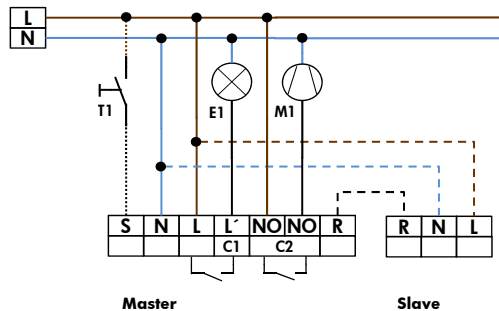 L
N
T1
E1
M1
S N L L´ NO NO R
R N L
C1 C2
Master
Slave